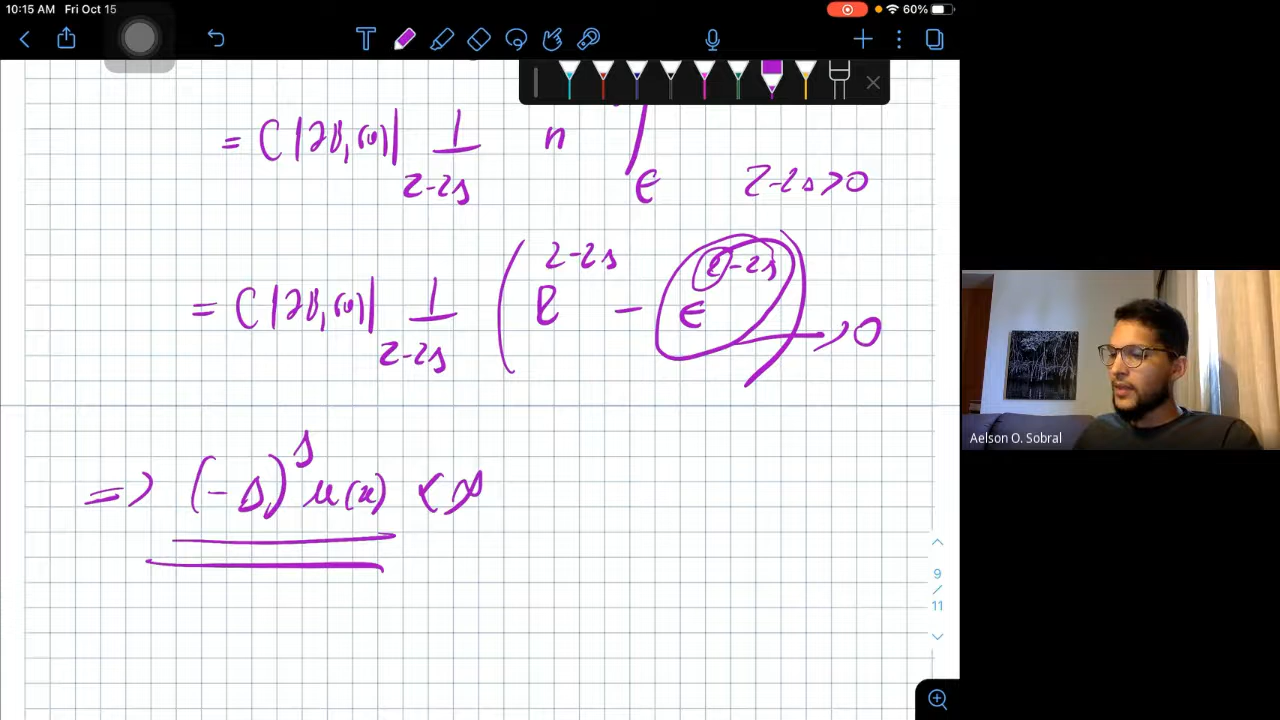 10:15 AM Fri Oct 15
60%
= C|∂B₁(0)| 1/(2-2s) n |
ε 2-2s>0
= C|∂B₁(0)| 1/(2-2s) (R^(2-2s) - ε^(2-2s)) → 0
⇒ (-Δ)^s u(x) < ∞
Aelson O. Sobral
9
/
11